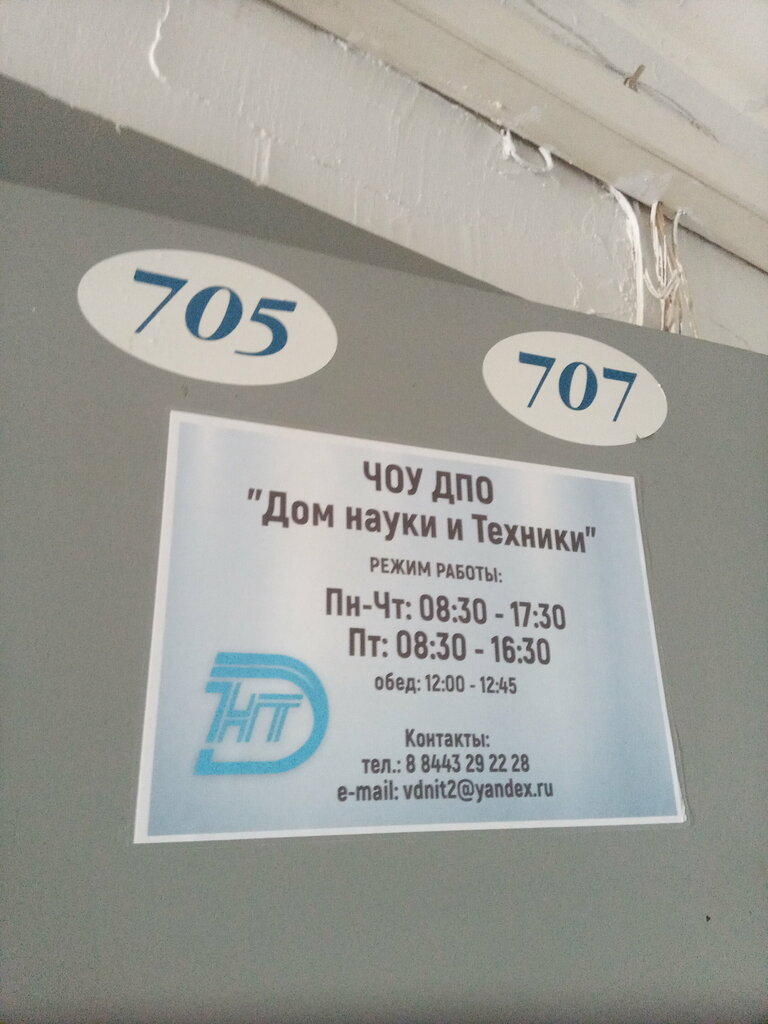 705
707
ЧОУ ДПО
"Дом науки и Техники"
РЕЖИМ РАБОТЫ:
Пн-Чт: 08:30 - 17:30
Пт: 08:30 - 16:30
обед: 12:00 - 12:45
ДНТ
Контакты:
тел.: 8 8443 29 22 28
e-mail: vdnit2@yandex.ru